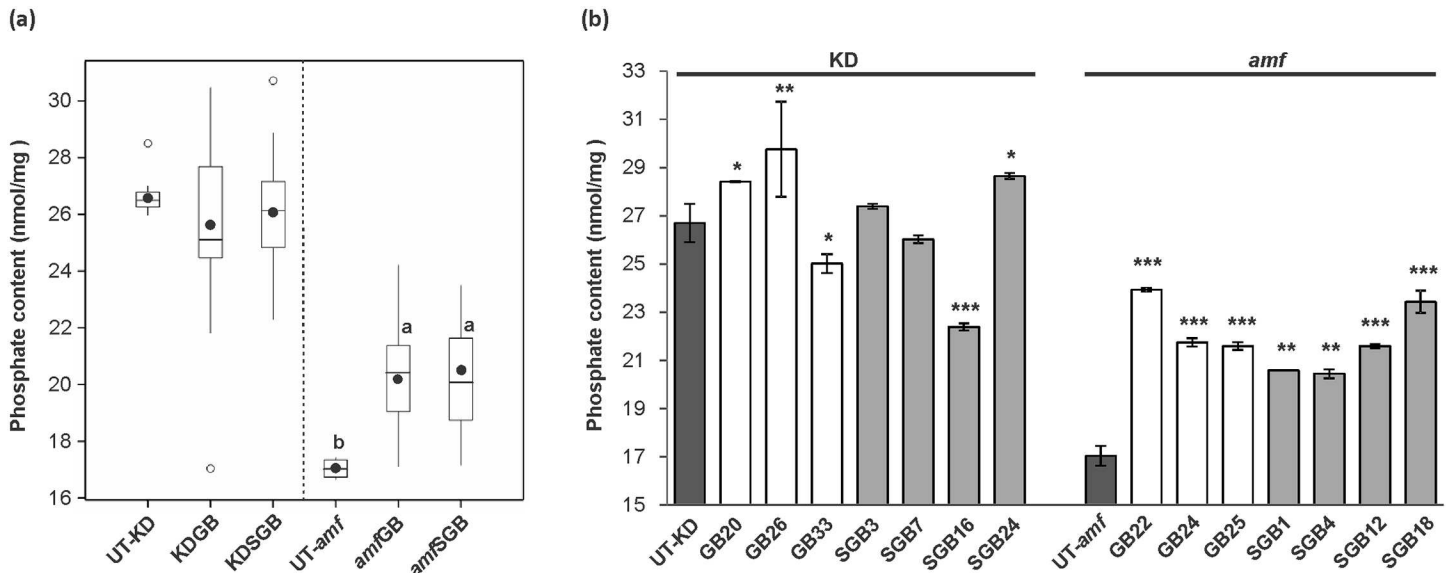 (a)
Phosphate content (nmol/mg )
30
28
26
24
22
20
18
16
b
a
a
UT-KD
KDGB
KDSGB
UT-amf
amfGB
amfSGB
(b)
KD
amf
Phosphate content (nmol/mg )
33
31
29
27
25
23
21
19
17
15
*
**
*
***
*
***
***
***
**
**
***
***
UT-KD
GB20
GB26
GB33
SGB3
SGB7
SGB16
SGB24
UT-amf
GB22
GB24
GB25
SGB1
SGB4
SGB12
SGB18